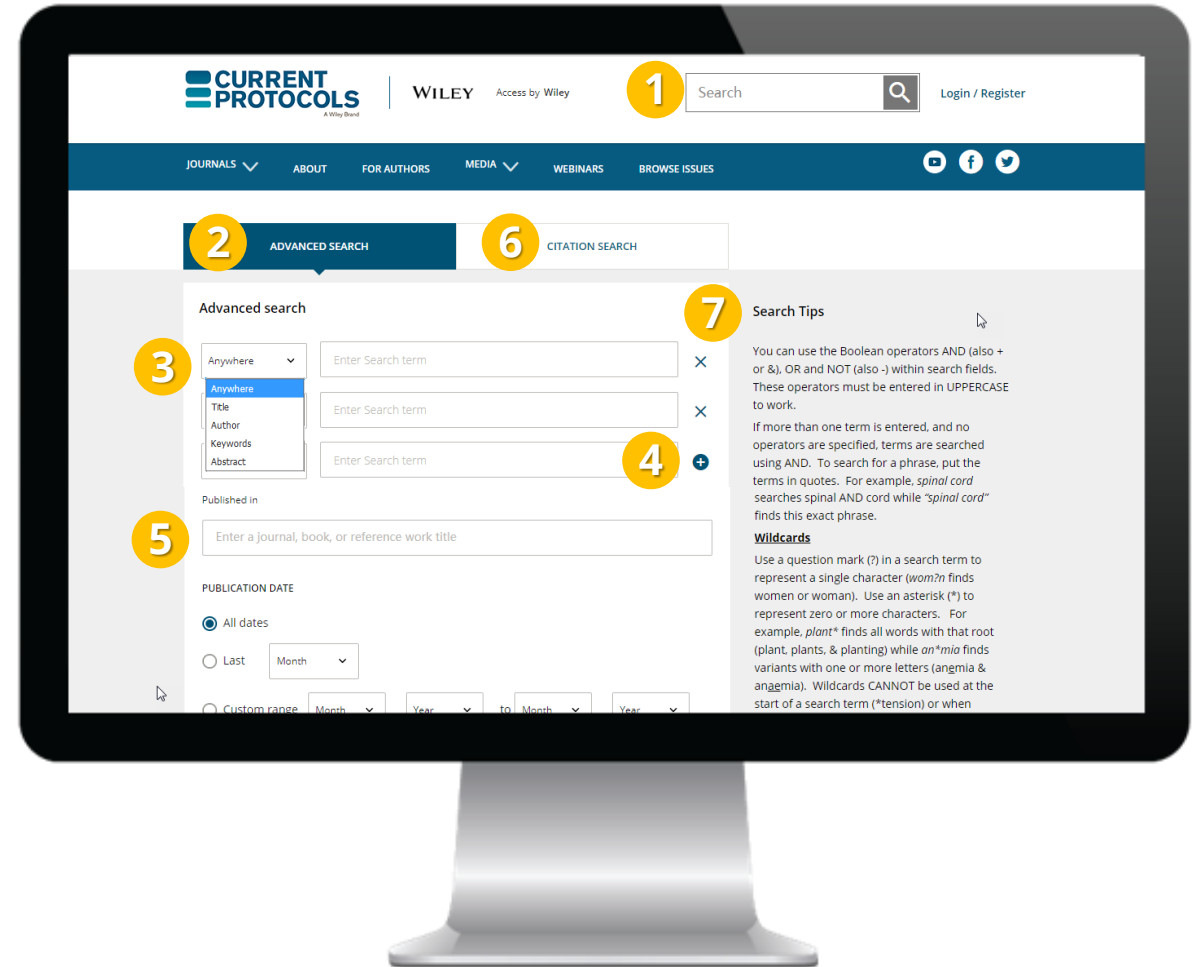 CURRENT
PROTOCOLS
A Wiley Brand
WILEY
Access by Wiley
1
Search
Login / Register
JOURNALS
ABOUT
FOR AUTHORS
MEDIA
WEBINARS
BROWSE ISSUES
2
ADVANCED SEARCH
6
CITATION SEARCH
Advanced search
3
Anywhere
Enter Search term
Anywhere
Title
Author
Keywords
Abstract
Enter Search term
Enter Search term
4
Published in
5
Enter a journal, book, or reference work title
PUBLICATION DATE
All dates
Last
Month
Custom range
Month
Year
to
Month
Year
7
Search Tips
You can use the Boolean operators AND (also +
or &), OR and NOT (also -) within search fields.
These operators must be entered in UPPERCASE
to work.
If more than one term is entered, and no
operators are specified, terms are searched
using AND. To search for a phrase, put the
terms in quotes. For example, spinal cord
searches spinal AND cord while “spinal cord”
finds this exact phrase.
Wildcards
Use a question mark (?) in a search term to
represent a single character (wom?n finds
women or woman). Use an asterisk (*) to
represent zero or more characters. For
example, plant* finds all words with that root
(plant, plants, & planting) while an*mia finds
variants with one or more letters (anemia &
anaemia). Wildcards CANNOT be used at the
start of a search term (*tension) or when